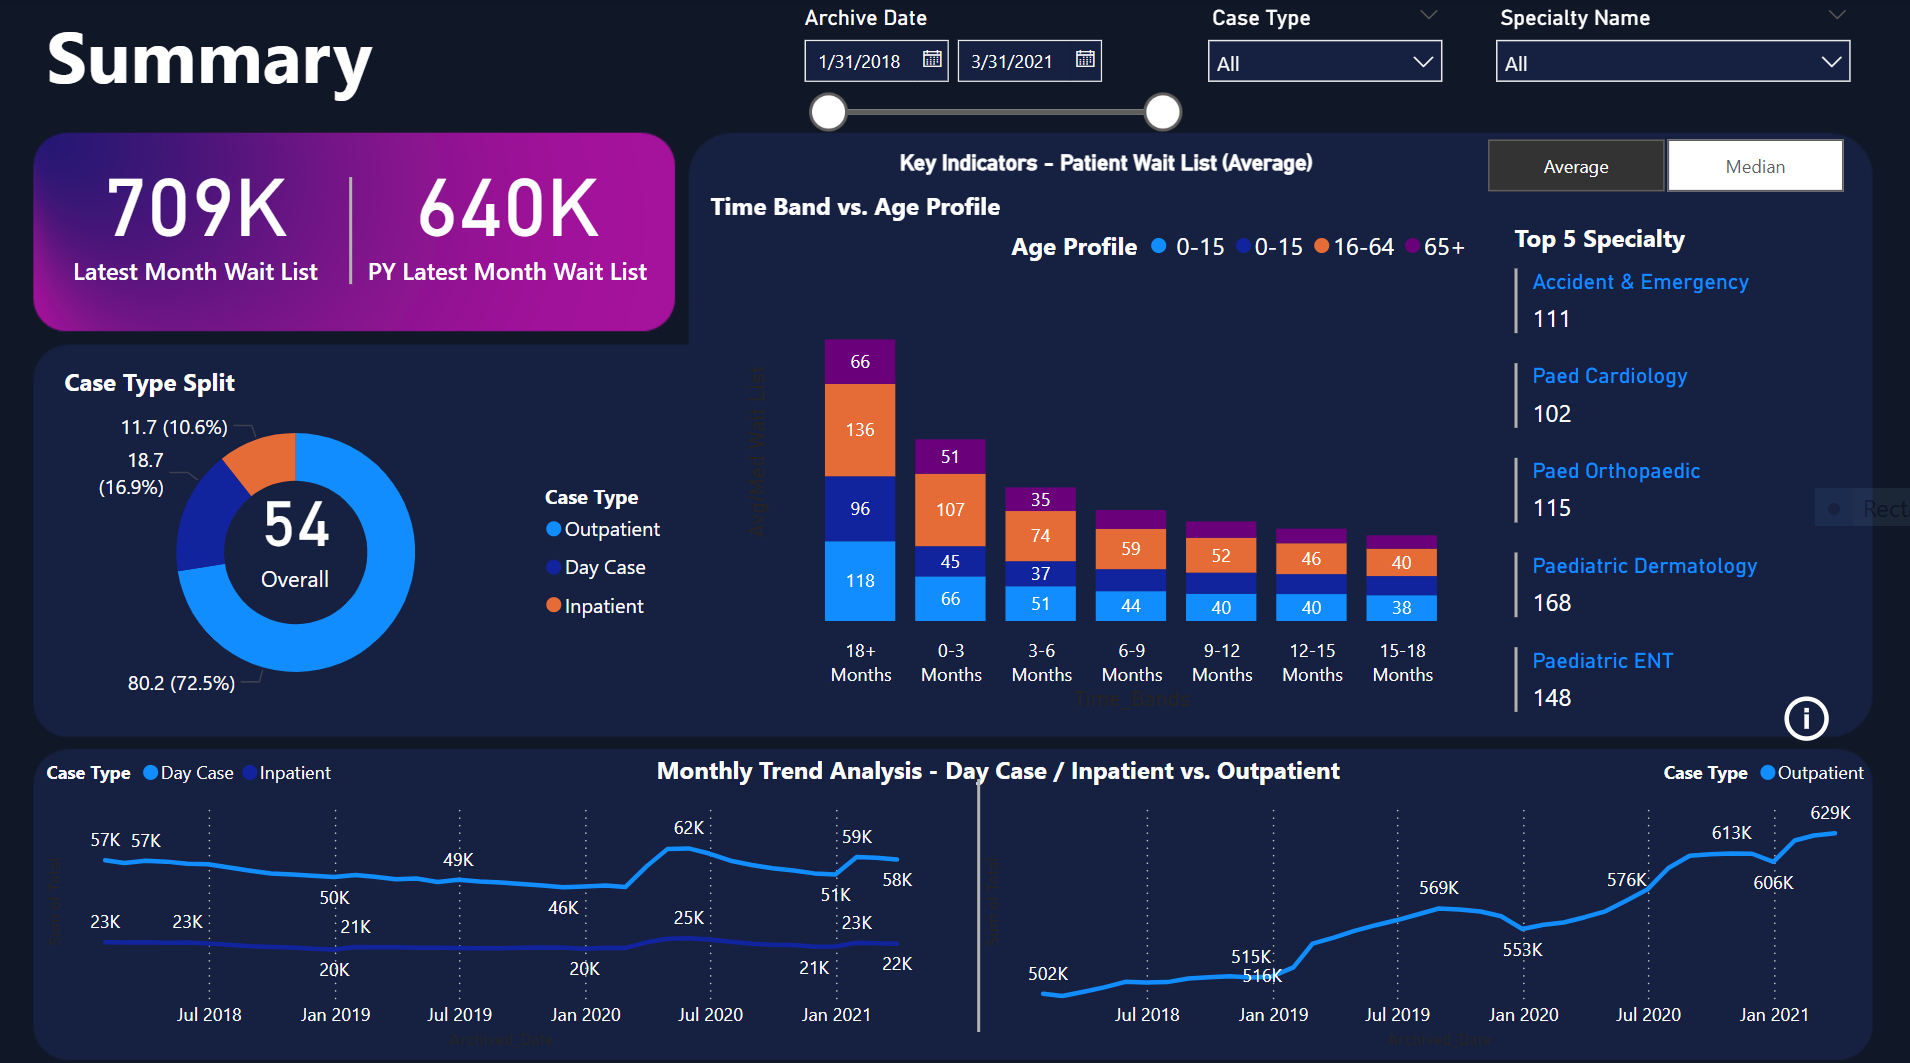 Summary
Archive Date
1/31/2018
3/31/2021
Case Type
All
Specialty Name
All
709K
Latest Month Wait List
640K
PY Latest Month Wait List
Key Indicators - Patient Wait List (Average)
Average
Median
Time Band vs. Age Profile
Age Profile 0-15 0-15 16-64 65+
66
136
96
118
51
107
45
66
35
74
37
51
59
44
52
40
46
40
40
38
18+
Months
0-3
Months
3-6
Months
6-9
Months
9-12
Months
12-15
Months
15-18
Months
Time_Bands
Top 5 Specialty
Accident & Emergency
111
Paed Cardiology
102
Paed Orthopaedic
115
Paediatric Dermatology
168
Paediatric ENT
148
Rect
i
Case Type Split
11.7 (10.6%)
18.7
(16.9%)
80.2 (72.5%)
54
Overall
Case Type
Outpatient
Day Case
Inpatient
Monthly Trend Analysis - Day Case / Inpatient vs. Outpatient
Case Type Day Case Inpatient
57K
57K
50K
49K
46K
62K
51K
59K
58K
23K
23K
20K
21K
20K
25K
21K
23K
22K
Jul 2018
Jan 2019
Jul 2019
Jan 2020
Jul 2020
Jan 2021
Case Type Outpatient
502K
515K
516K
569K
553K
576K
613K
606K
629K
Jul 2018
Jan 2019
Jul 2019
Jan 2020
Jul 2020
Jan 2021